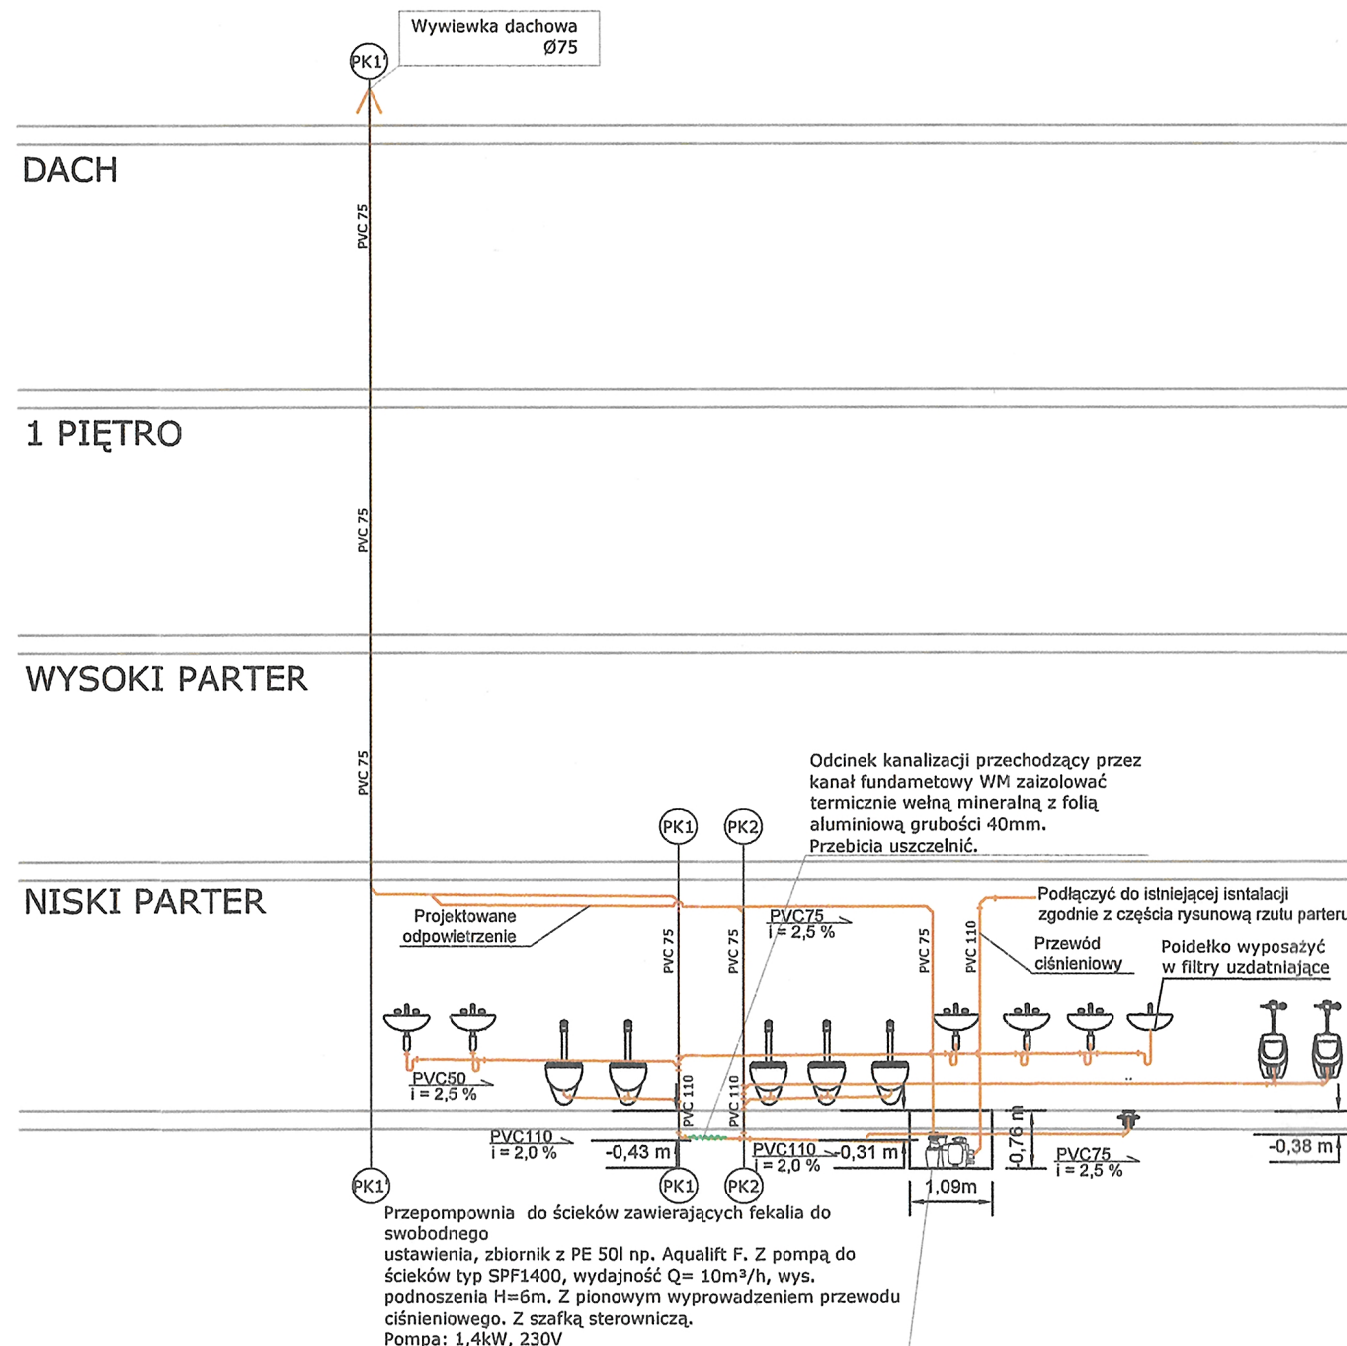 Wywiewka dachowa
Ø75
PK1'
DACH
PVC 75
1 PIĘTRO
PVC 75
WYSOKI PARTER
PVC 75
Odcinek kanalizacji przechodzący przez
kanał fundametowy WM zaizolować
termicznie wełną mineralną z folią
aluminiową grubości 40mm.
Przebicia uszczelnić.
PK1
PK2
NISKI PARTER
Projektowane
odpowietrzenie
PVC75
i = 2,5 %
Podłączyć do istniejącej isntalacji
zgodnie z częścia rysunową rzutu parteru
PVC 75
PVC 75
PVC 75
PVC 110
Przewód
ciśnieniowy
Poidełko wyposażyć
w filtry uzdatniające
PVC50
i = 2,5 %
PVC 110
PVC 110
PVC110
i = 2,0 %
-0,43 m
PVC110
i = 2,0 %
-0,31 m
-0,76 m
PVC75
i = 2,5 %
-0,38 m
1,09m
PK1'
PK1
PK2
Przepompownia do ścieków zawierających fekalia do
swobodnego
ustawienia, zbiornik z PE 50l np. Aqualift F. Z pompą do
ścieków typ SPF1400, wydajność Q= 10m³/h, wys.
podnoszenia H=6m. Z pionowym wyprowadzeniem przewodu
ciśnieniowego. Z szafką sterowniczą.
Pompa: 1,4kW, 230V